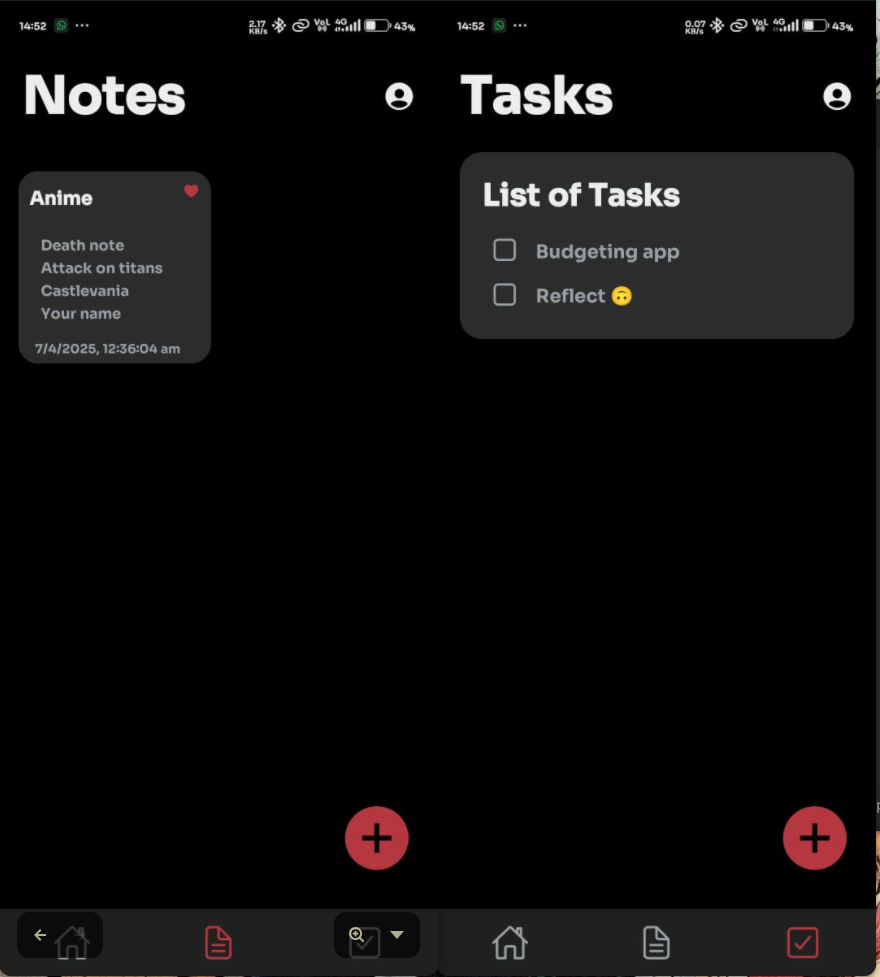 14:52
2.17 KB/s VoL 4G 43%
Notes
Anime
Death note
Attack on titans
Castlevania
Your name
7/4/2025, 12:36:04 am
14:52
0.07 KB/s VoL 4G 43%
Tasks
List of Tasks
Budgeting app
Reflect 🙃